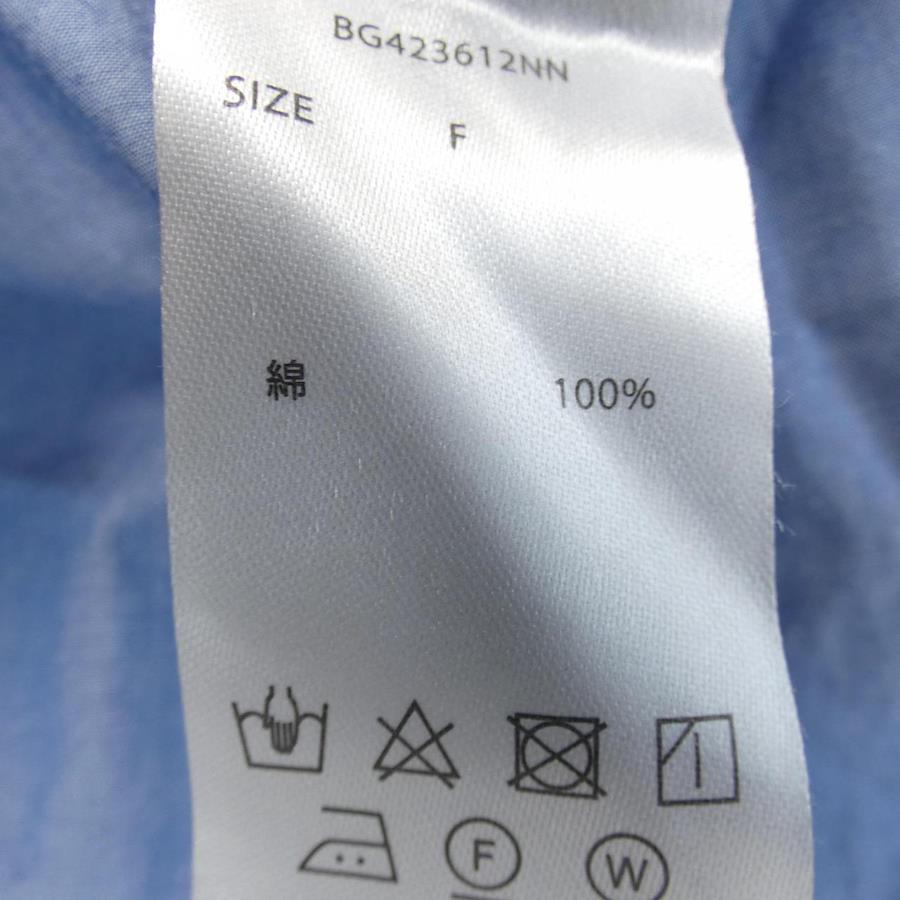 BG423612NN
SIZE F
綿 100%
F W